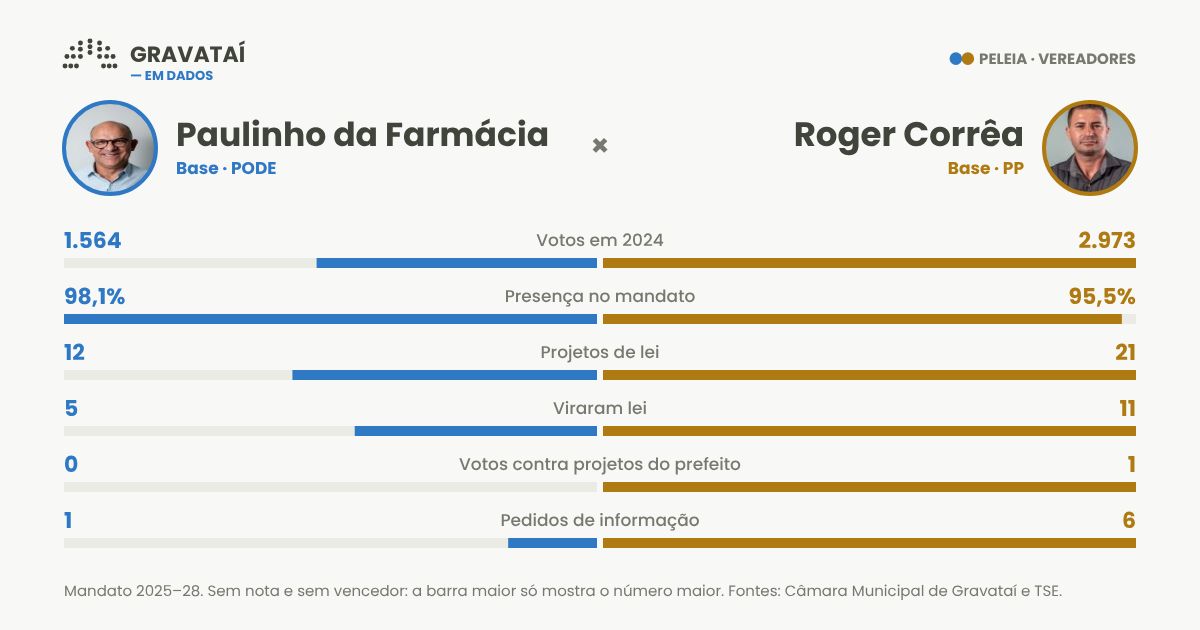 GRAVATAÍ
— EM DADOS
PELEIA · VEREADORES
Paulinho da Farmácia
Base · PODE
×
Roger Corrêa
Base · PP
1.564 Votos em 2024 2.973
98,1% Presença no mandato 95,5%
12 Projetos de lei 21
5 Viraram lei 11
0 Votos contra projetos do prefeito 1
1 Pedidos de informação 6
Mandato 2025–28. Sem nota e sem vencedor: a barra maior só mostra o número maior. Fontes: Câmara Municipal de Gravataí e TSE.